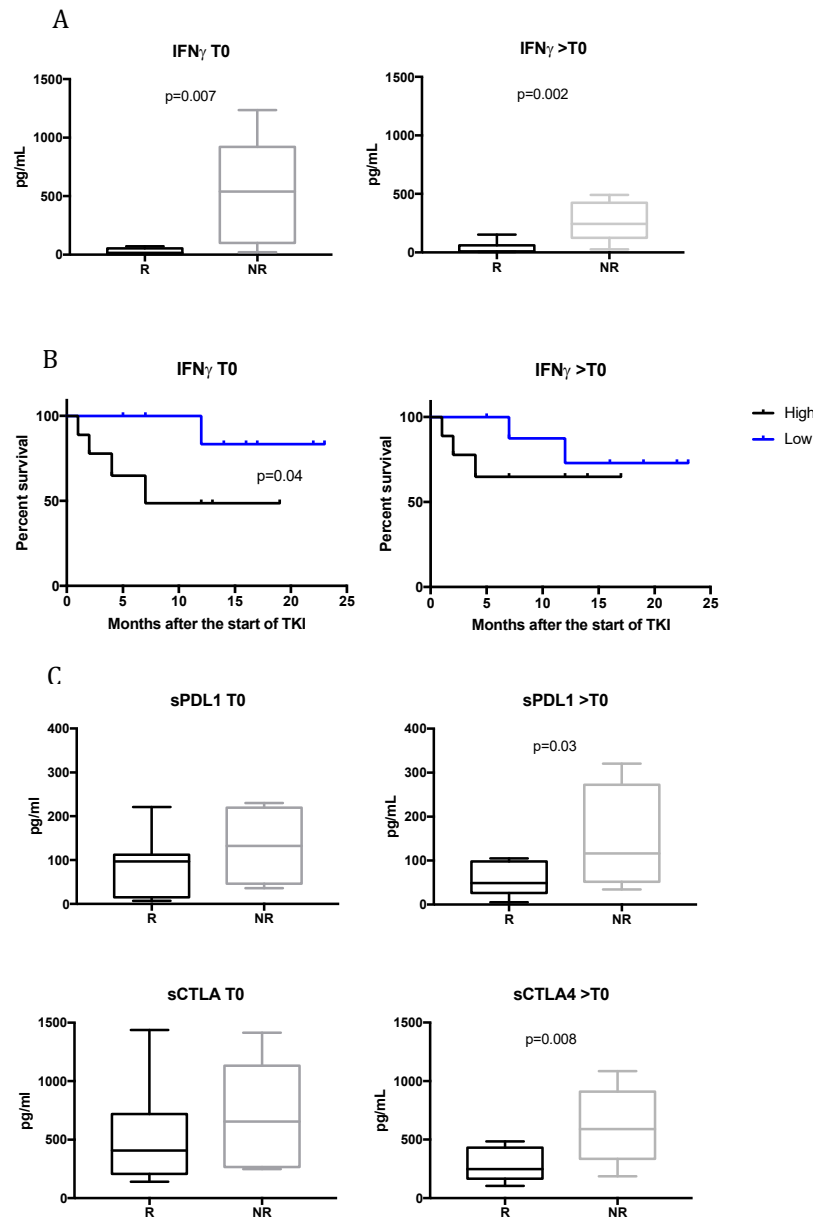 A
IFNγ T0
IFNγ >T0
1500
1000
500
0
pg/mL
p=0.007
R
NR
1500
1000
500
0
pg/mL
p=0.002
R
NR
B
IFNγ T0
IFNγ >T0
100
50
0
Percent survival
p=0.04
0 5 10 15 20 25
Months after the start of TKI
100
50
0
Percent survival
0 5 10 15 20 25
Months after the start of TKI
High
Low
C
sPDL1 T0
sPDL1 >T0
400
300
200
100
0
pg/ml
R
NR
400
300
200
100
0
pg/mL
p=0.03
R
NR
sCTLA T0
sCTLA4 >T0
1500
1000
500
0
pg/ml
R
NR
1500
1000
500
0
pg/mL
p=0.008
R
NR